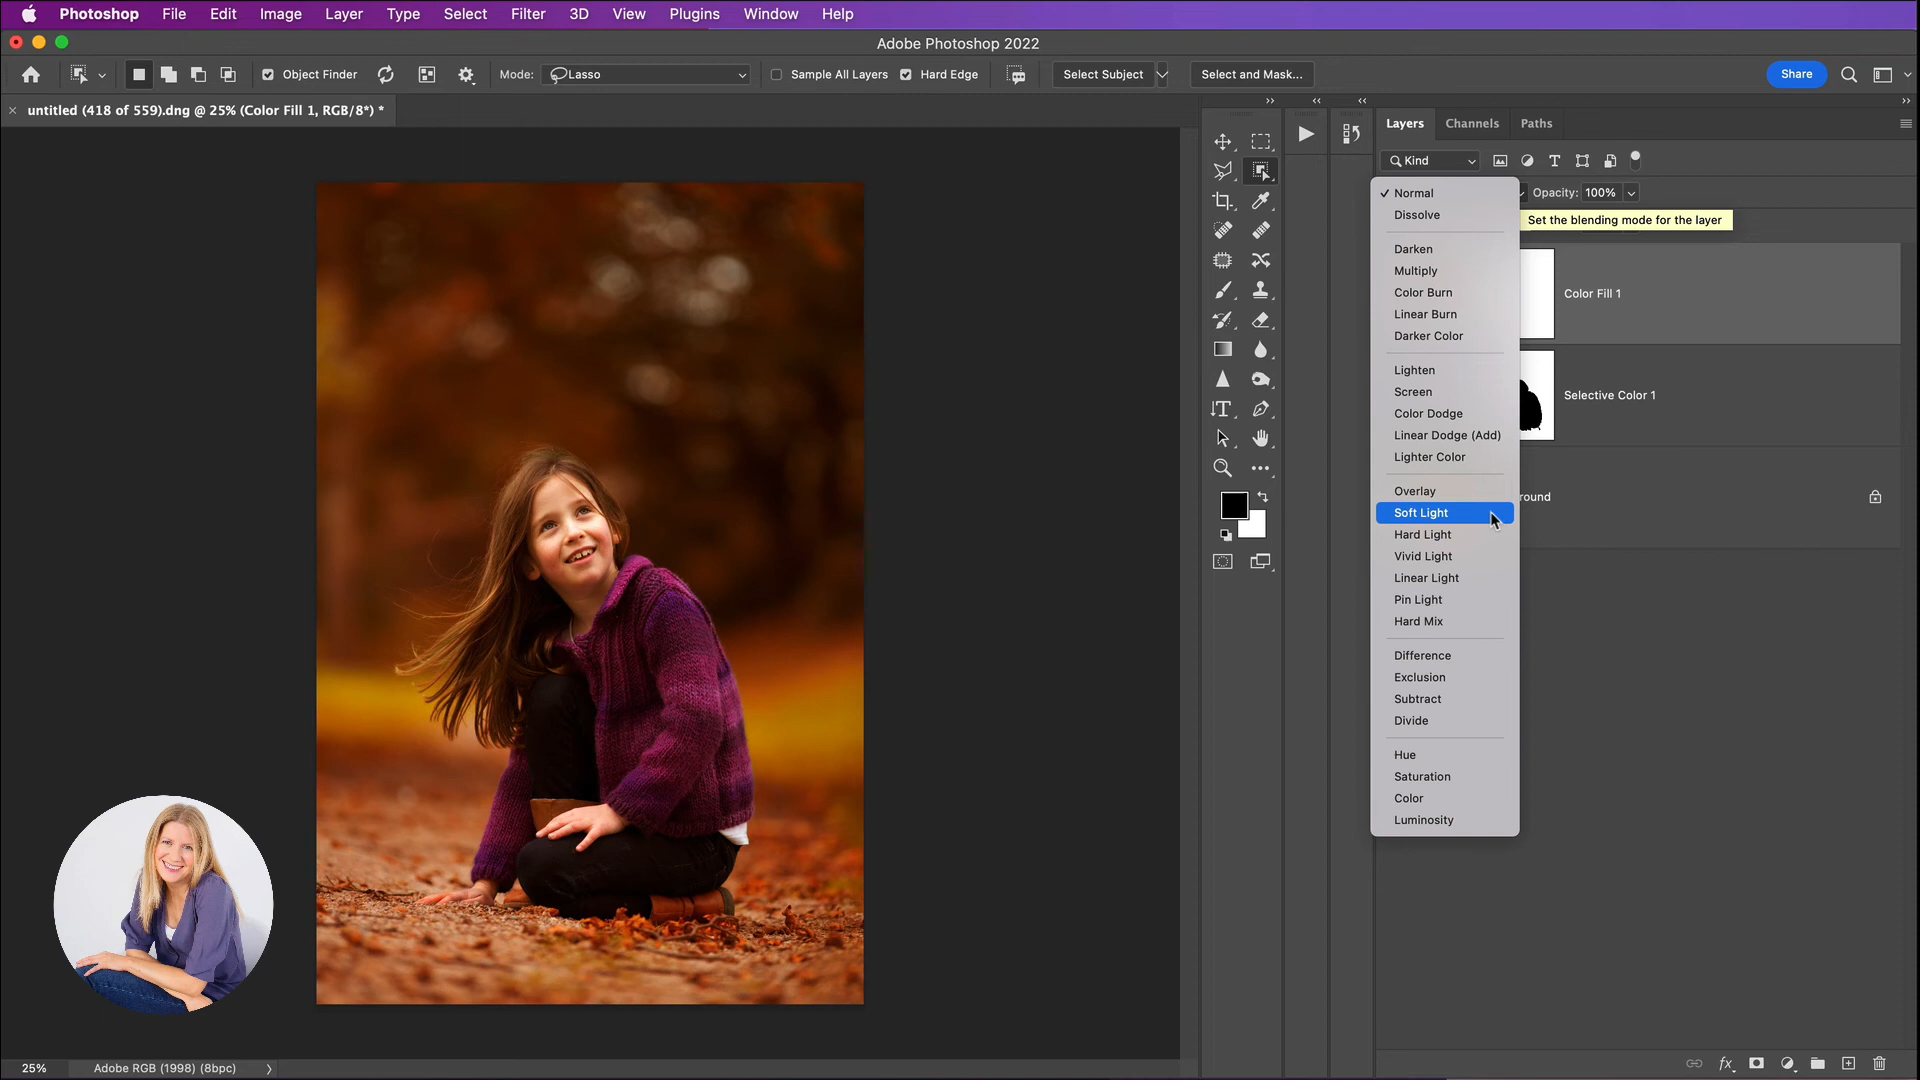 Photoshop File Edit Image Layer Type Select Filter 3D View Plugins Window Help
Adobe Photoshop 2022
Object Finder Mode: Lasso Sample All Layers Hard Edge Select Subject Select and Mask... Share
× untitled (418 of 559).dng @ 25% (Color Fill 1, RGB/8*) *
Layers Channels Paths
Kind
Normal
Opacity: 100%
Dissolve
Set the blending mode for the layer
Darken
Multiply
Color Burn
Color Fill 1
Linear Burn
Darker Color
Lighten
Screen
Selective Color 1
Color Dodge
Linear Dodge (Add)
Lighter Color
Overlay
round
Soft Light
Hard Light
Vivid Light
Linear Light
Pin Light
Hard Mix
Difference
Exclusion
Subtract
Divide
Hue
Saturation
Color
Luminosity
25% Adobe RGB (1998) (8bpc)
fx